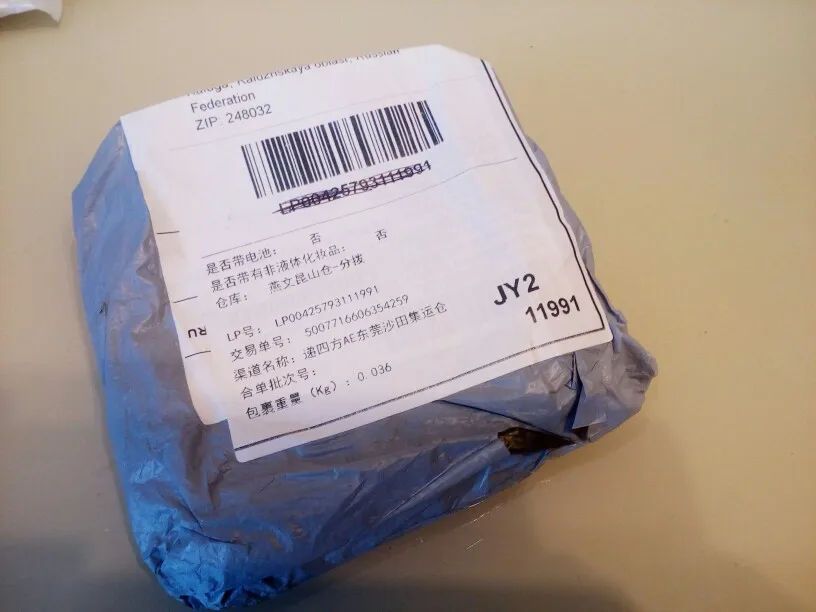 Kaluga, Kaluzhskaya oblast, Russian
Federation
ZIP: 248032
LP00425793111991
是否带电池: 否
是否带有非液体化妆品: 否
仓库: 燕文昆山仓-分拨
RU
LP号: LP00425793111991
交易单号: 5007716606354259
渠道名称: 递四方AE东莞沙田集运仓
合单批次号:
包裹重量 (Kg) : 0.036
JY2
11991